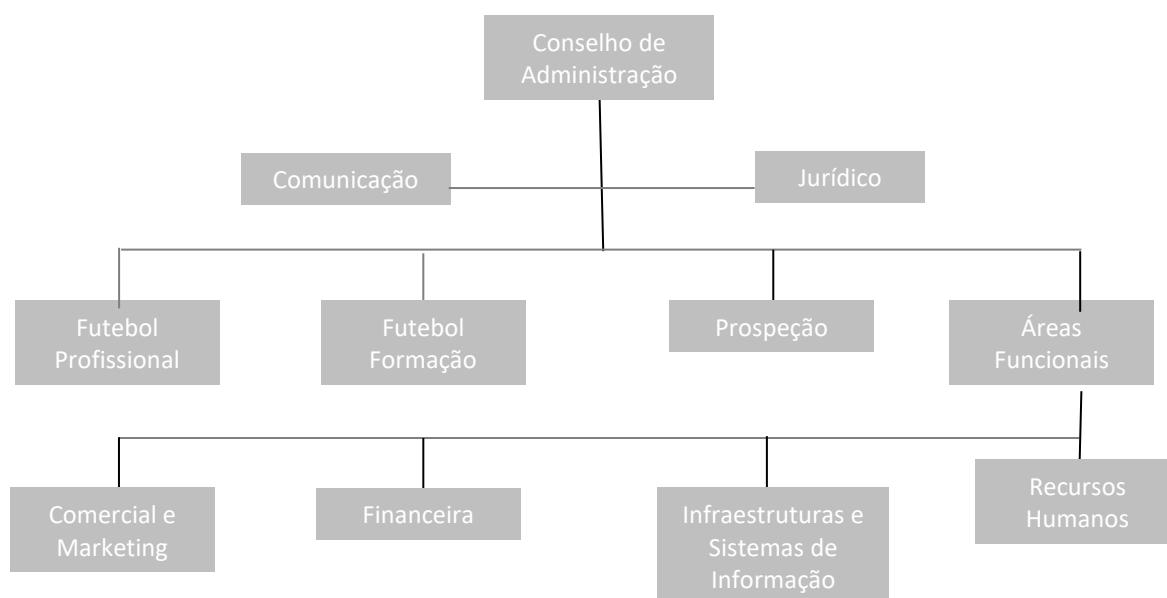 Conselho de
Administração
Comunicação
Jurídico
Futebol
Profissional
Futebol
Formação
Prospeção
Áreas
Funcionais
Comercial e
Marketing
Financeira
Infraestruturas e
Sistemas de
Informação
Recursos
Humanos